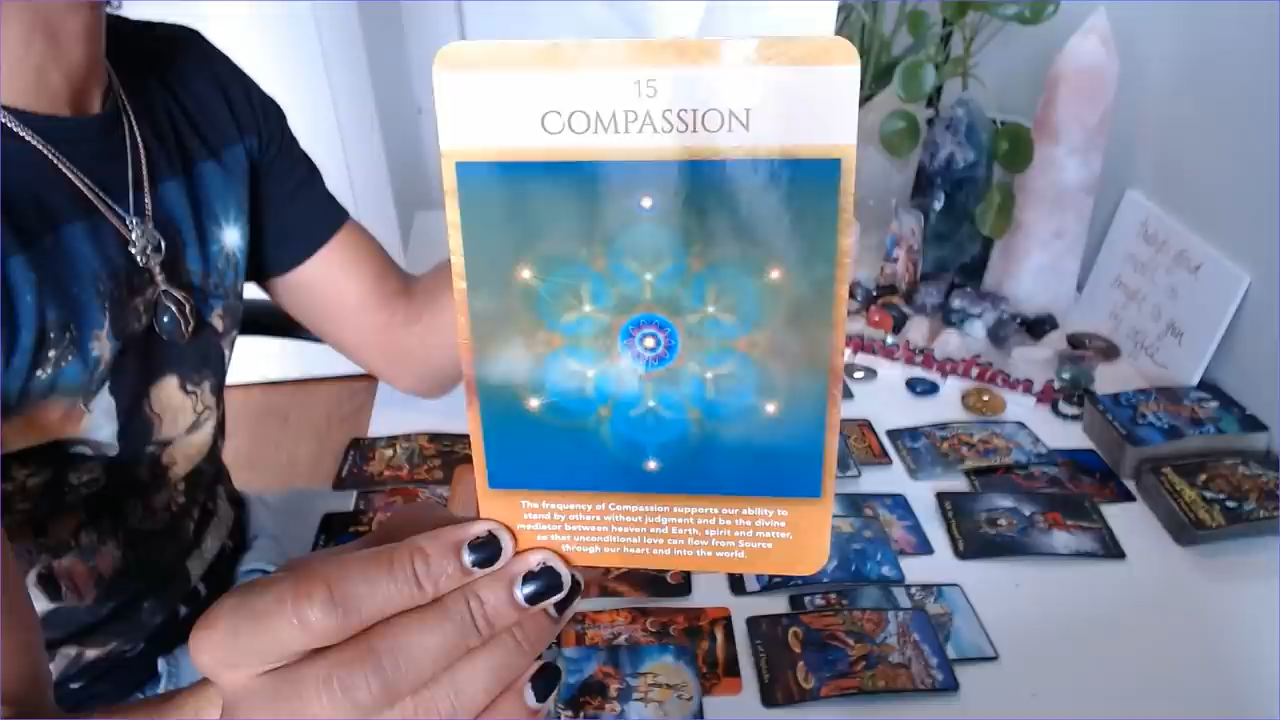 15
COMPASSION
The frequency of Compassion supports our ability to
stand by others without judgment and be the divine
mediator between heaven and Earth, spirit and matter,
so that unconditional love can flow from Source
through our heart and into the world.